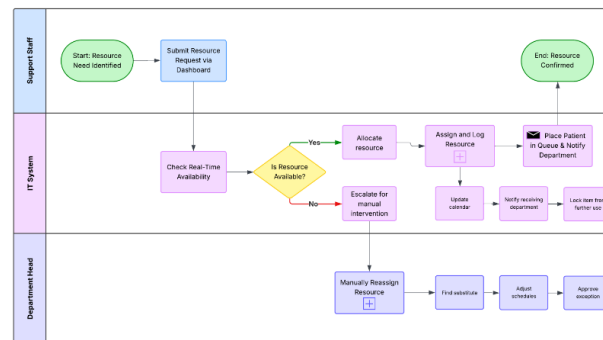 Support Staff
Start: Resource
Need Identified
Submit Resource
Request via
Dashboard
End: Resource
Confirmed
IT System
Check Real-Time
Availability
Is Resource
Available?
Yes
No
Allocate
resource
Escalate for
manual
intervention
Assign and Log
Resource
Place Patient
in Queue & Notify
Department
Update
calendar
Notify receiving
department
Lock item from
further use
Department Head
Manually Reassign
Resource
Find substitute
Adjust
schedules
Approve
exception